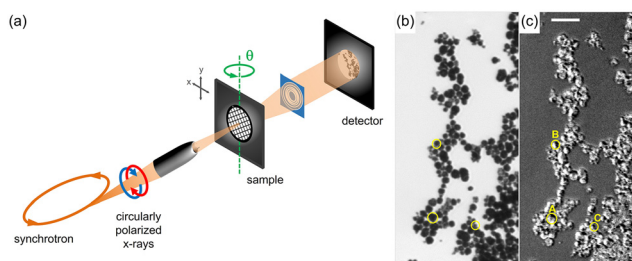 (a)
y
x
θ
detector
sample
circularly
polarized
x-rays
synchrotron
(b)
(c)
B
A
C